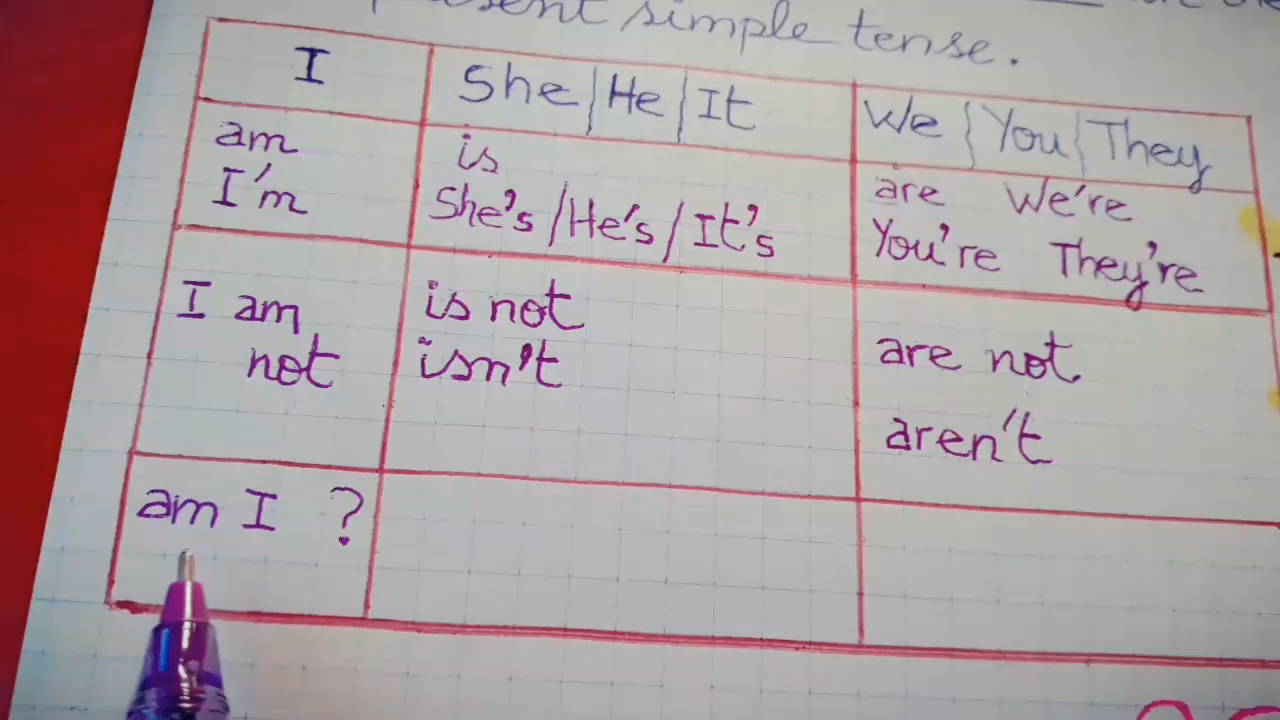 present simple tense.
I
She/He/It
We/You/They
am
I'm
is
She's/He's/It's
are We're
You're They're
I am
not
is not
isn't
are not
aren't
am I ?